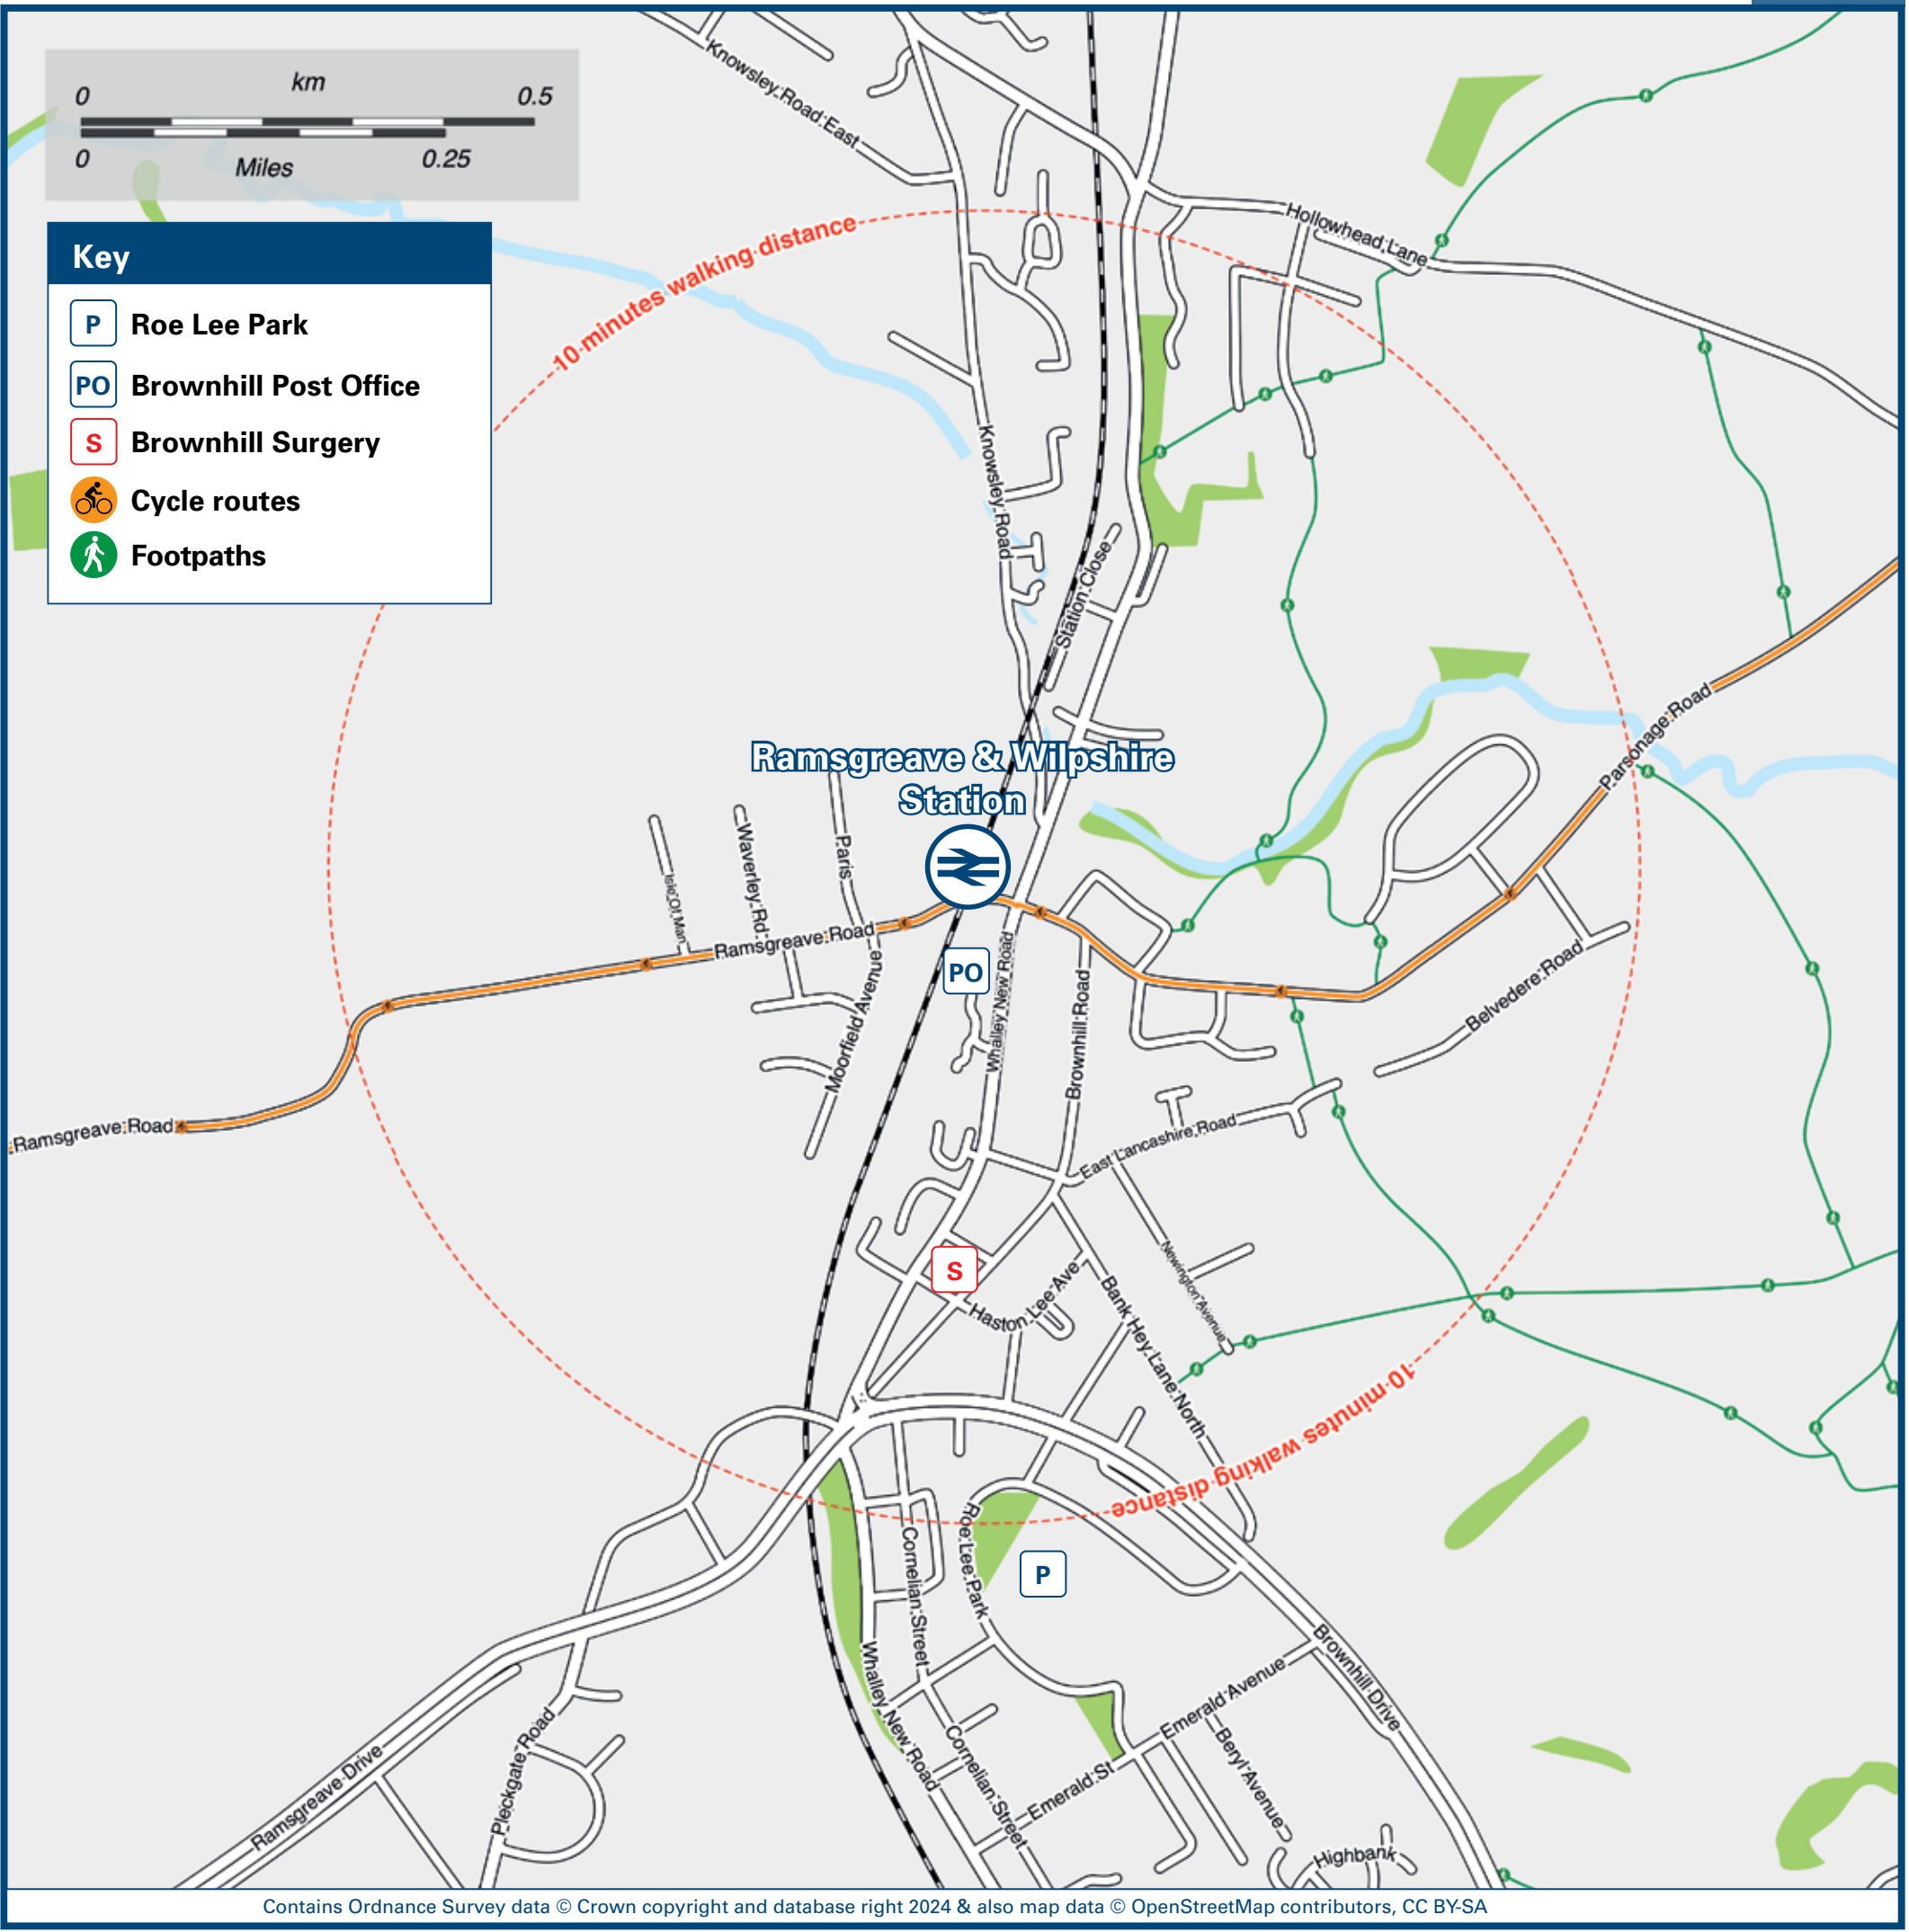 km
0 0.5
0 0.25
Miles
Key
P Roe Lee Park
PO Brownhill Post Office
S Brownhill Surgery
Cycle routes
Footpaths
Knowsley Road East
10 minutes walking distance
Hollowhead Lane
Knowsley Road
Station Close
Parsonage Road
Ramsgreave & Wilpshire
Station
Isle Of Man
Waverley Rd
Paris
Ramsgreave Road
Moorfield Avenue
PO
Whalley New Road
Brownhill Road
Belvedere Road
Ramsgreave Road
East Lancashire Road
Newington Avenue
S
Haston Lee Ave
Bank Hey Lane North
10 minutes walking distance
Roe Lee Park
P
Cornelian Street
Whalley New Road
Cornelian Street
Brownhill Drive
Emerald Avenue
Emerald St
Beryl Avenue
Pleckgate Road
Ramsgreave Drive
Highbank
Contains Ordnance Survey data © Crown copyright and database right 2024 & also map data © OpenStreetMap contributors, CC BY-SA